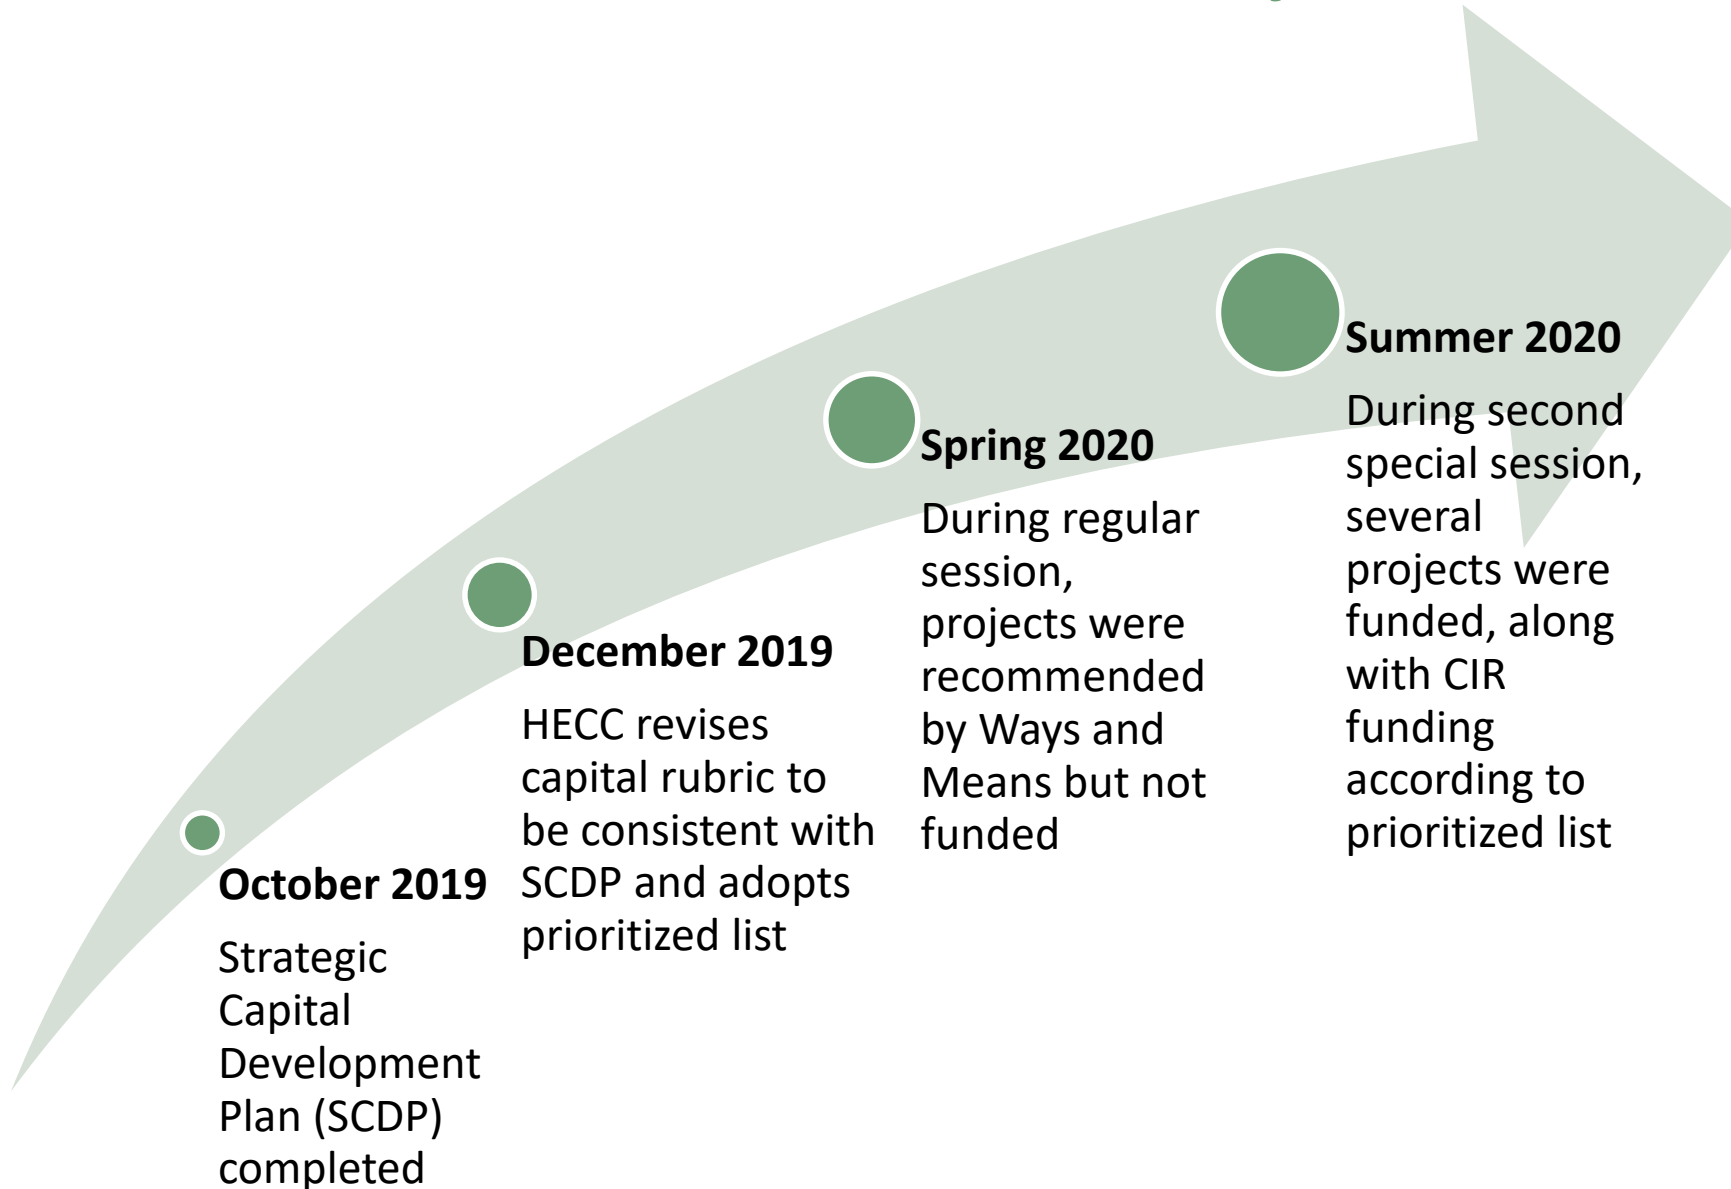 October 2019
Strategic
Capital
Development
Plan (SCDP)
completed
December 2019
HECC revises
capital rubric to
be consistent with
SCDP and adopts
prioritized list
Spring 2020
During regular
session,
projects were
recommended
by Ways and
Means but not
funded
Summer 2020
During second
special session,
several
projects were
funded, along
with CIR
funding
according to
prioritized list